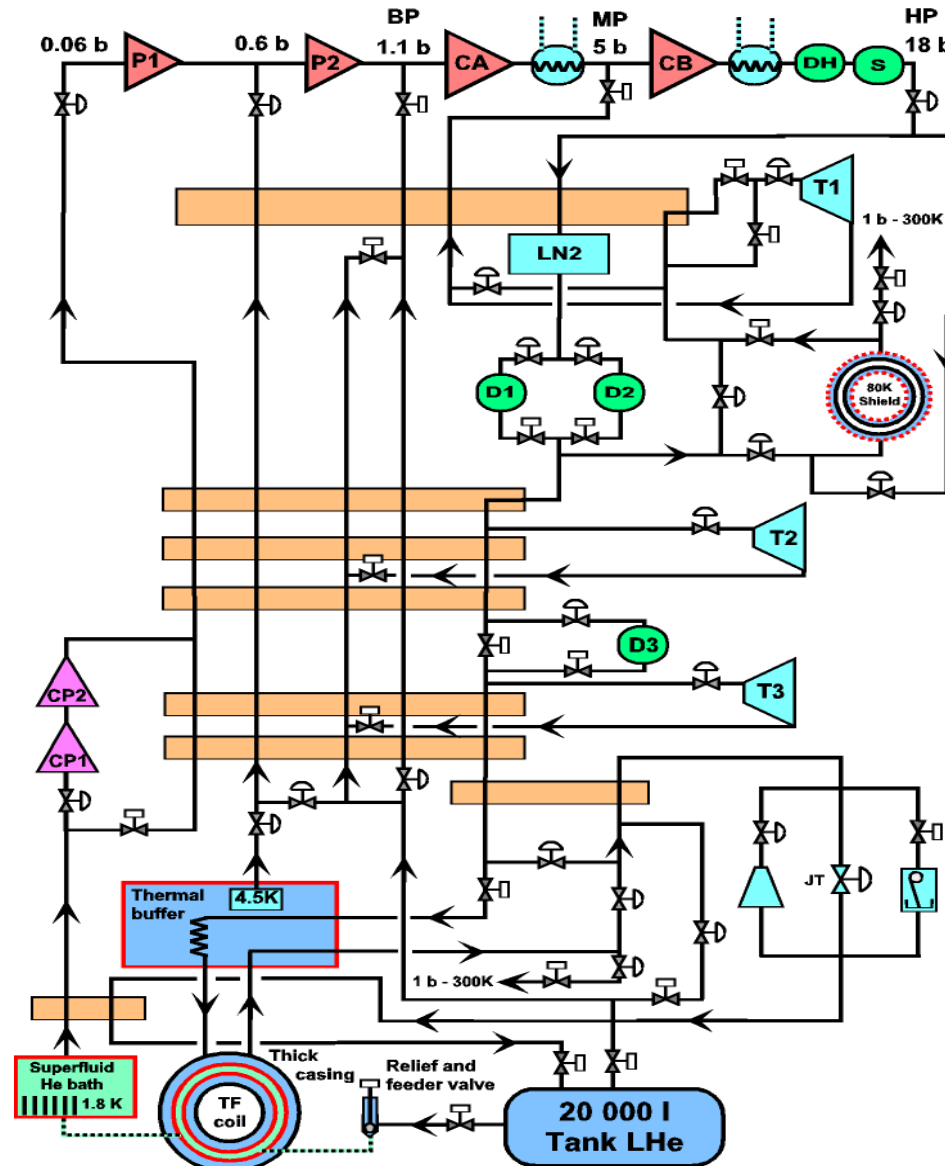 BP
MP
HP
0.06 b
P1
0.6 b
P2
1.1 b
CA
5 b
CB
DH
S
18 b
T1
1 b - 300K
LN2
D1
D2
80K
Shield
T2
D3
T3
CP2
CP1
Thermal
buffer
4.5K
JT
1 b - 300K
Superfluid
He bath
1.8 K
Thick
casing
TF
coil
Relief and
feeder valve
20 000 l
Tank LHe